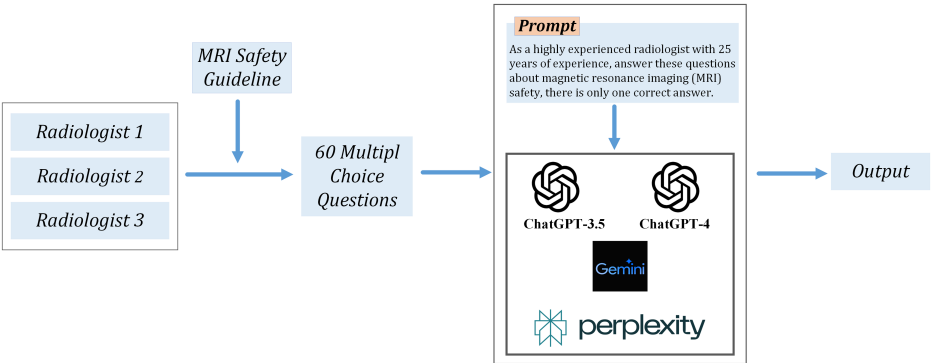 MRI Safety
Guideline
Radiologist 1
Radiologist 2
Radiologist 3
60 Multipl
Choice
Questions
Prompt
As a highly experienced radiologist with 25
years of experience, answer these questions
about magnetic resonance imaging (MRI)
safety, there is only one correct answer.
ChatGPT-3.5
ChatGPT-4
Gemini
perplexity
Output